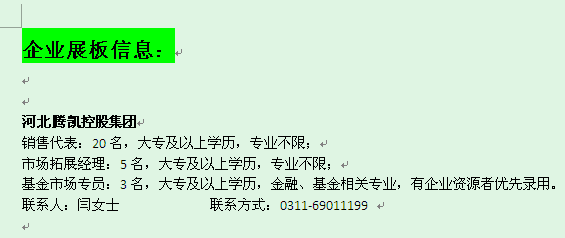 企业展板信息：
河北腾凯控股集团
销售代表：20名，大专及以上学历，专业不限；
市场拓展经理：5名，大专及以上学历，专业不限；
基金市场专员：3名，大专及以上学历，金融、基金相关专业，有企业资源者优先录用。
联系人：闫女士 联系方式：0311-69011199